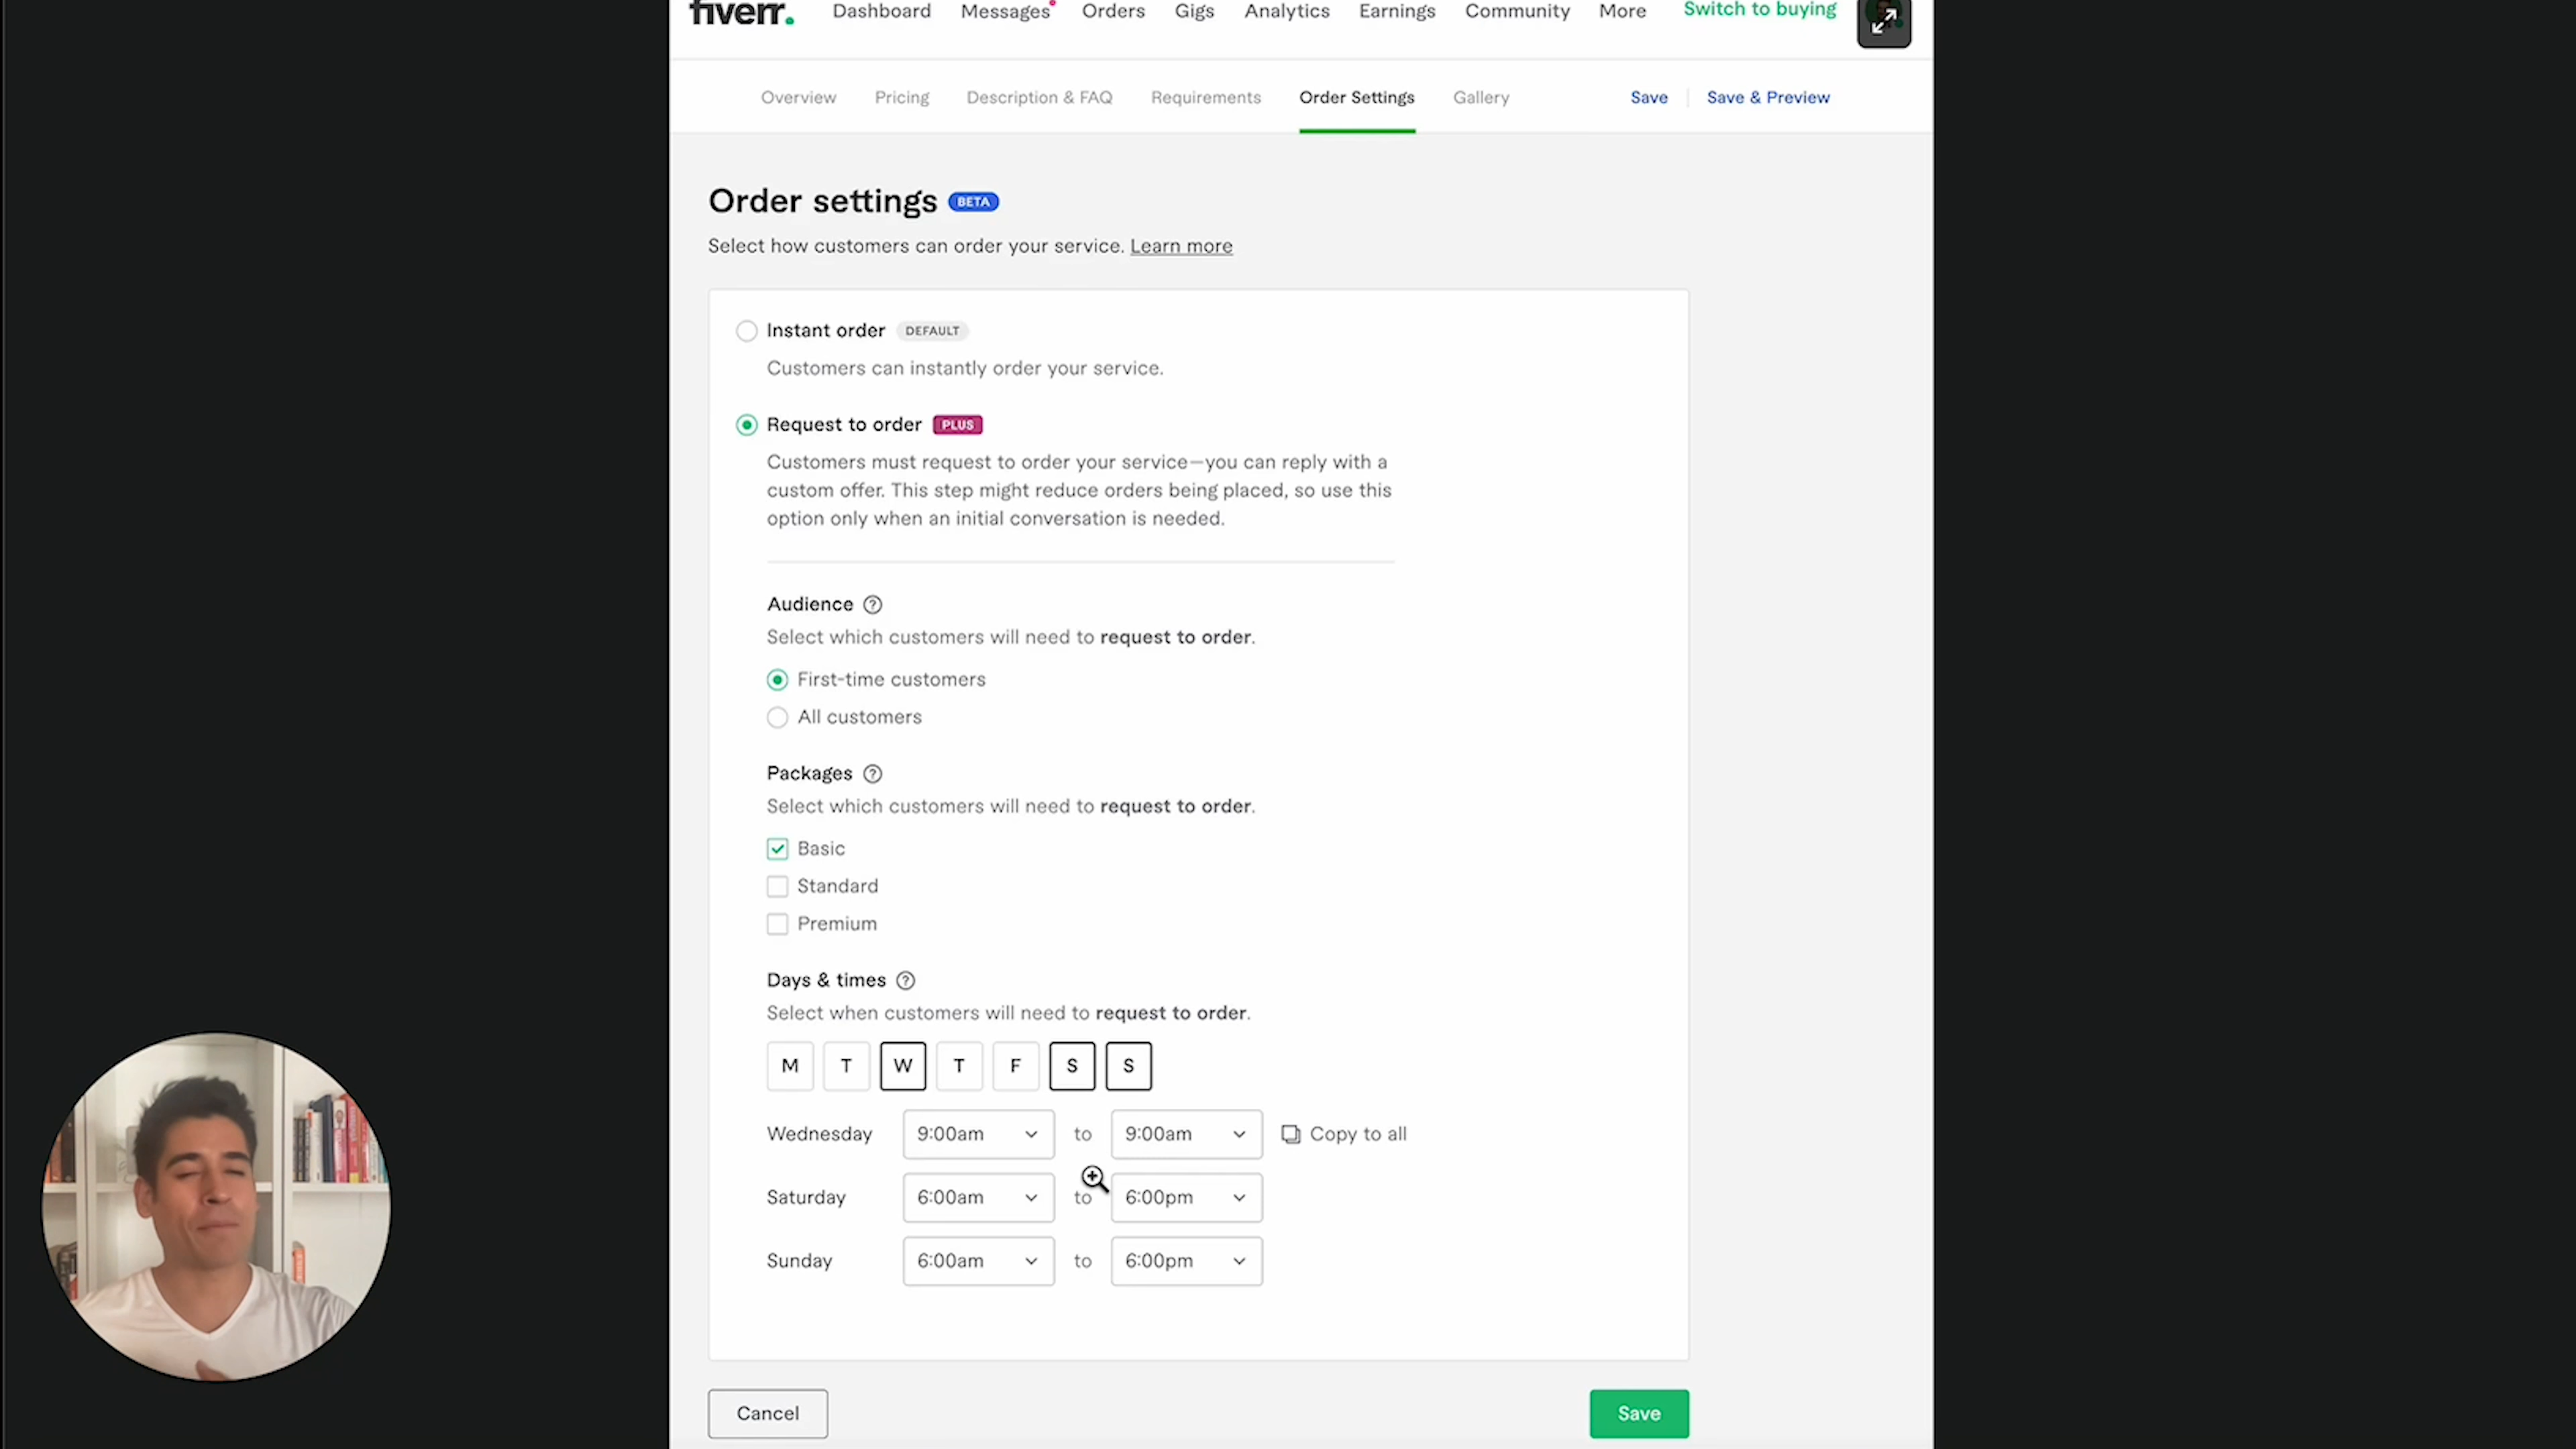 fiverr. Dashboard Messages Orders Gigs Analytics Earnings Community More Switch to buying
Overview Pricing Description & FAQ Requirements Order Settings Gallery Save Save & Preview
Order settings BETA
Select how customers can order your service. Learn more
Instant order DEFAULT
Customers can instantly order your service.
Request to order PLUS
Customers must request to order your service—you can reply with a
custom offer. This step might reduce orders being placed, so use this
option only when an initial conversation is needed.
Audience ?
Select which customers will need to request to order.
First-time customers
All customers
Packages ?
Select which customers will need to request to order.
Basic
Standard
Premium
Days & times ?
Select when customers will need to request to order.
M T W T F S S
Wednesday 9:00am to 9:00am Copy to all
Saturday 6:00am to 6:00pm
Sunday 6:00am to 6:00pm
Cancel Save